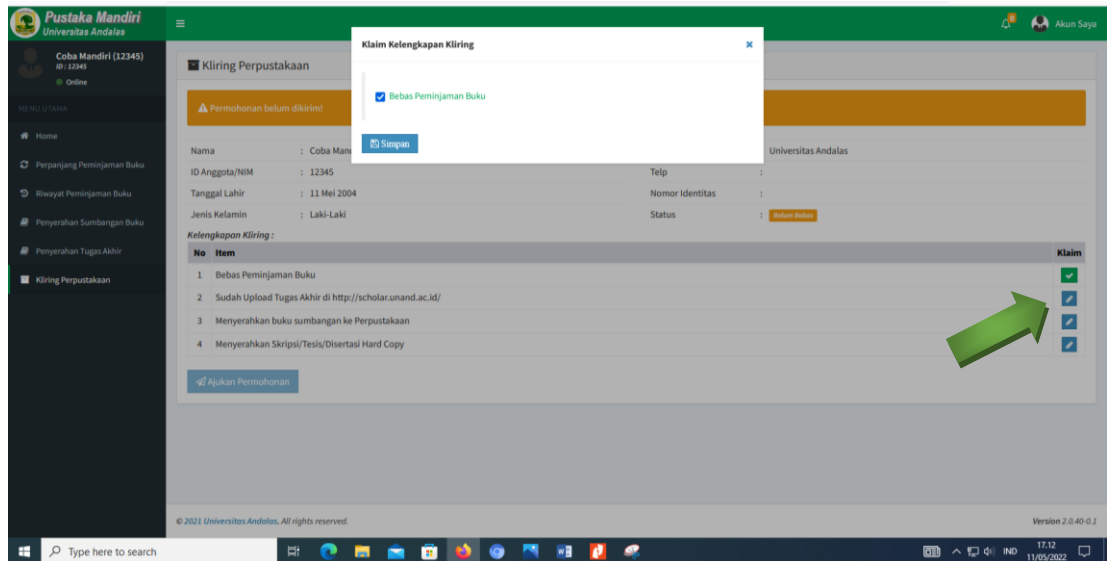 Pustaka Mandiri
Universitas Andalas
Akun Saya
Coba Mandiri (12345)
ID : 12345
Online
MENU UTAMA
Home
Perpanjang Peminjaman Buku
Riwayat Peminjaman Buku
Penyerahan Sumbangan Buku
Penyerahan Tugas Akhir
Kliring Perpustakaan
Klaim Kelengkapan Kliring
×
Bebas Peminjaman Buku
Simpan
Kliring Perpustakaan
Permohonan belum dikirim!
Nama : Coba Man
Universitas Andalas
ID Anggota/NIM : 12345
Telp :
Tanggal Lahir : 11 Mei 2004
Nomor Identitas :
Jenis Kelamin : Laki-Laki
Status : Belum Bebas
Kelengkapan Kliring :
No Item Klaim
1 Bebas Peminjaman Buku
2 Sudah Upload Tugas Akhir di http://scholar.unand.ac.id/
3 Menyerahkan buku sumbangan ke Perpustakaan
4 Menyerahkan Skripsi/Tesis/Disertasi Hard Copy
Ajukan Permohonan
© 2021 Universitas Andalas. All rights reserved.
Version 2.0.40-0.1
Type here to search
IND
17.12
11/05/2022